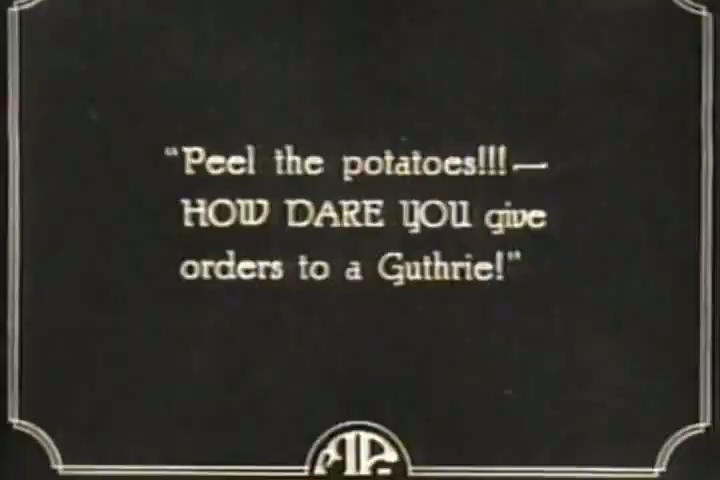 “Peel the potatoes!!!—
HOW DARE YOU give
orders to a Guthrie!”